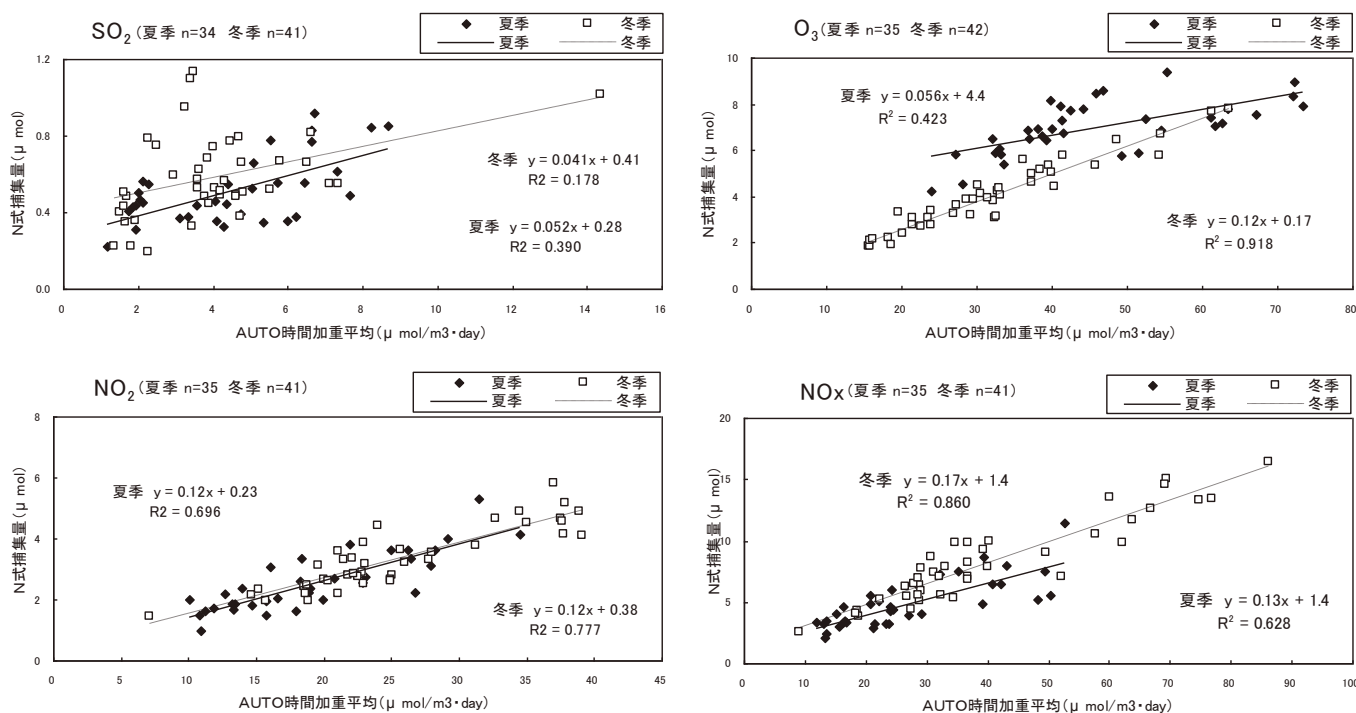 SO2(夏季 n=34 冬季 n=41)
夏季 冬季
夏季 冬季
N式捕集量(μ mol)
1.2
0.8
0.4
0.0
冬季 y = 0.041x + 0.41
R2 = 0.178
夏季 y = 0.052x + 0.28
R2 = 0.390
0 2 4 6 8 10 12 14 16
AUTO時間加重平均(μ mol/m3・day)
O3(夏季 n=35 冬季 n=42)
夏季 冬季
夏季 冬季
N式捕集量(μ mol)
10
8
6
4
2
0
夏季 y = 0.056x + 4.4
R2 = 0.423
冬季 y = 0.12x + 0.17
R2 = 0.918
0 10 20 30 40 50 60 70 80
AUTO時間加重平均(μ mol/m3・day)
NO2(夏季 n=35 冬季 n=41)
夏季 冬季
夏季 冬季
N式捕集量(μ mol)
8
6
4
2
0
夏季 y = 0.12x + 0.23
R2 = 0.696
冬季 y = 0.12x + 0.38
R2 = 0.777
0 5 10 15 20 25 30 35 40 45
AUTO時間加重平均(μ mol/m3・day)
NOx(夏季 n=35 冬季 n=41)
夏季 冬季
夏季 冬季
N式捕集量(μ mol)
20
15
10
5
0
冬季 y = 0.17x + 1.4
R2 = 0.860
夏季 y = 0.13x + 1.4
R2 = 0.628
0 10 20 30 40 50 60 70 80 90 100
AUTO時間加重平均(μ mol/m3・day)